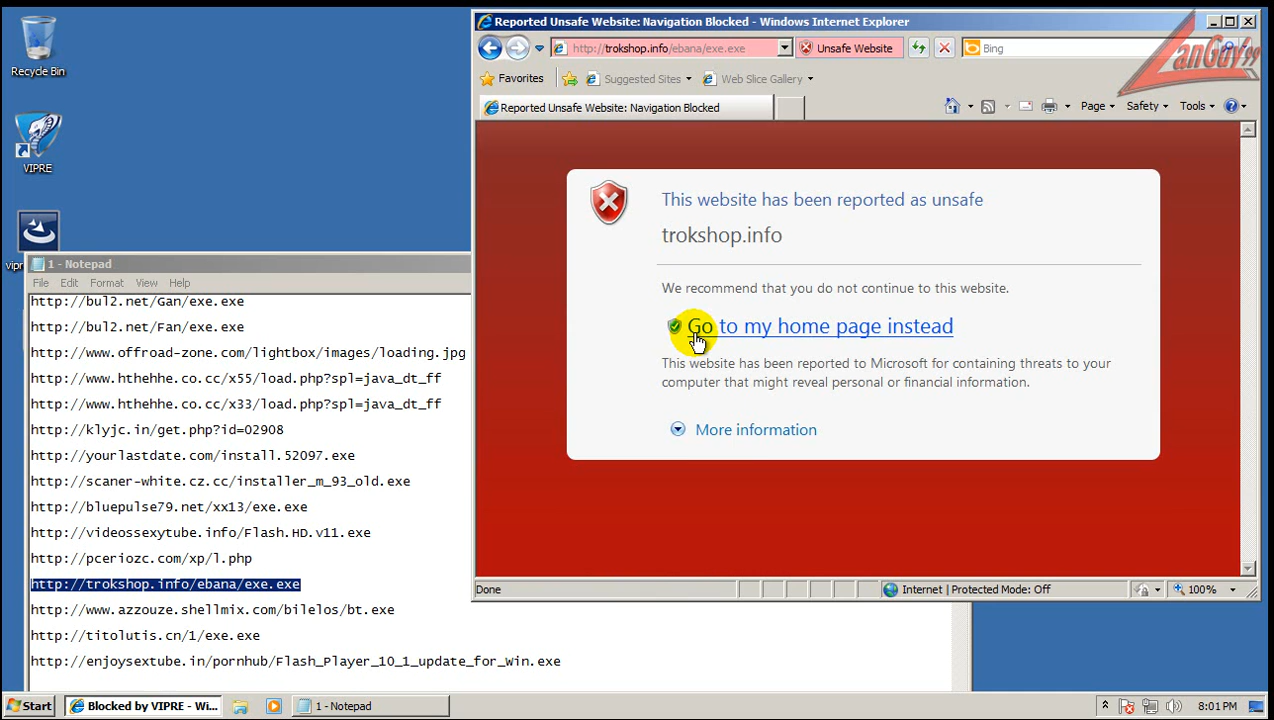 Recycle Bin
VIPRE
vipr
Reported Unsafe Website: Navigation Blocked - Windows Internet Explorer
http://trokshop.info/ebana/exe.exe
Unsafe Website
Bing
LanGuy99
Favorites
Suggested Sites
Web Slice Gallery
Reported Unsafe Website: Navigation Blocked
Page
Safety
Tools
This website has been reported as unsafe
trokshop.info
We recommend that you do not continue to this website.
Go to my home page instead
This website has been reported to Microsoft for containing threats to your
computer that might reveal personal or financial information.
More information
Done
Internet | Protected Mode: Off
100%
1 - Notepad
File Edit Format View Help
http://bul2.net/Gan/exe.exe
http://bul2.net/Fan/exe.exe
http://www.offroad-zone.com/lightbox/images/loading.jpg
http://www.hthehhe.co.cc/x55/load.php?spl=java_dt_ff
http://www.hthehhe.co.cc/x33/load.php?spl=java_dt_ff
http://klyjc.in/get.php?id=02908
http://yourlastdate.com/install.52097.exe
http://scaner-white.cz.cc/installer_m_93_old.exe
http://bluepulse79.net/xx13/exe.exe
http://videossexytube.info/Flash.HD.v11.exe
http://pceriozc.com/xp/l.php
http://trokshop.info/ebana/exe.exe
http://www.azzouze.shellmix.com/bilelos/bt.exe
http://titolutis.cn/1/exe.exe
http://enjoysextube.in/pornhub/Flash_Player_10_1_update_for_Win.exe
Start
Blocked by VIPRE - Wi...
1 - Notepad
8:01 PM